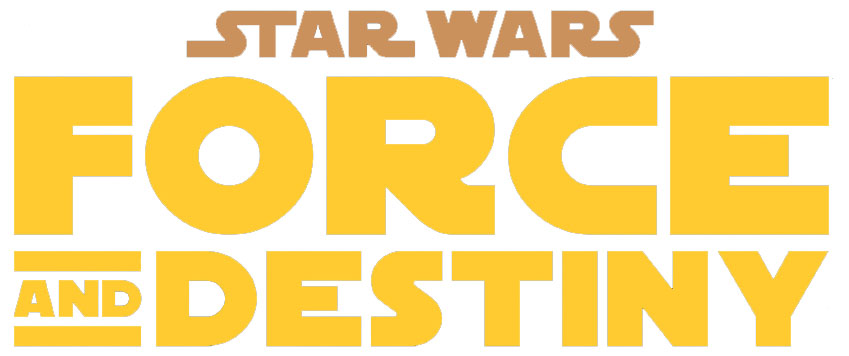 STAR WARS
FORCE
AND DESTINY